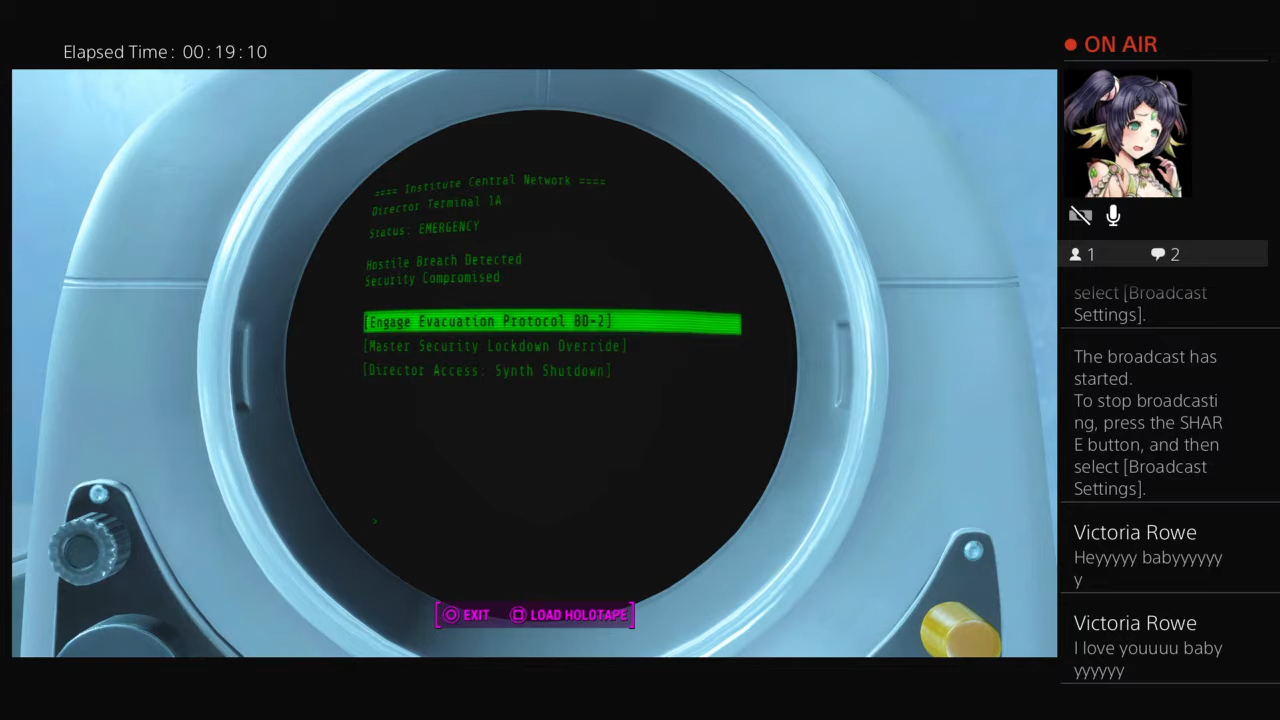 Elapsed Time: 00:19:10
ON AIR
==== Institute Central Network ====
Director Terminal 1A
Status: EMERGENCY
Hostile Breach Detected
Security Compromised
[Engage Evacuation Protocol BD-2]
[Master Security Lockdown Override]
[Director Access: Synth Shutdown]
>
EXIT LOAD HOLOTAPE
1 2
select [Broadcast
Settings].
The broadcast has
started.
To stop broadcasti
ng, press the SHAR
E button, and then
select [Broadcast
Settings].
Victoria Rowe
Heyyyyy babyyyyyy
y
Victoria Rowe
I love youuuu baby
yyyyyy